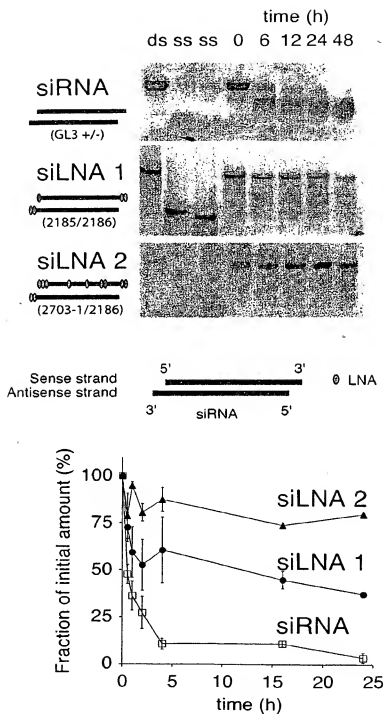 time (h)
ds ss ss 0 6 12 24 48
siRNA
(GL3 +/-)
siLNA 1
(2185/2186)
siLNA 2
(2703-1/2186)
5' 3'
Sense strand
Antisense strand
3' 5'
siRNA
LNA
Fraction of initial amount (%)
100
75
50
25
0
siLNA 2
siLNA 1
siRNA
0 5 10 15 20 25
time (h)